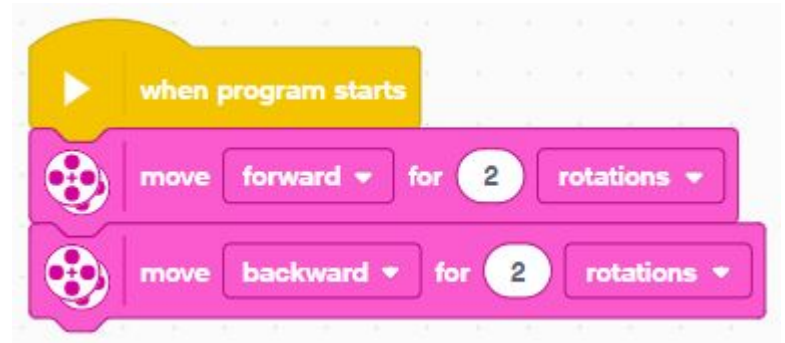 when program starts
move forward for 2 rotations
move backward for 2 rotations